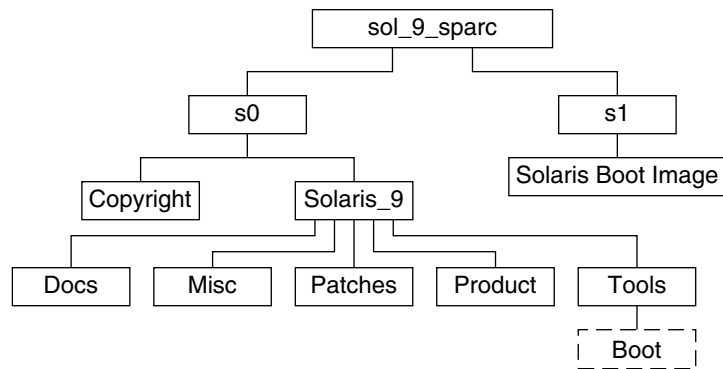 sol_9_sparc
s0
s1
Copyright
Solaris_9
Solaris Boot Image
Docs
Misc
Patches
Product
Tools
Boot